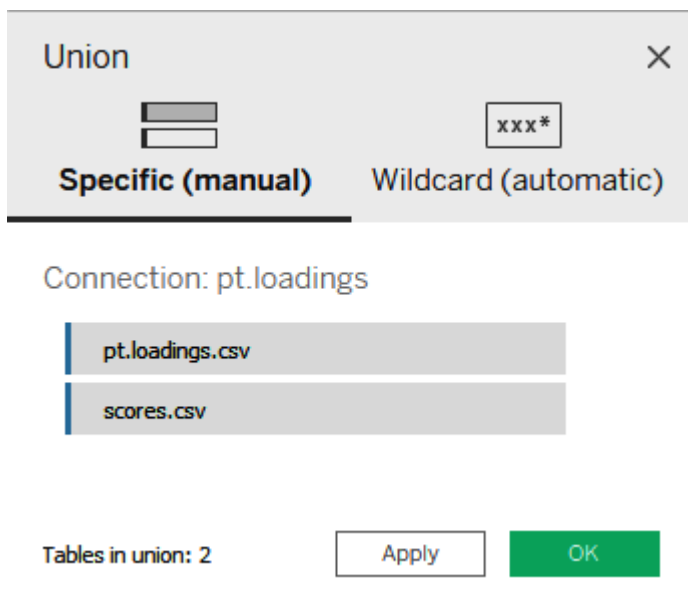 Union
xxx*
Specific (manual)
Wildcard (automatic)
Connection: pt.loadings
pt.loadings.csv
scores.csv
Tables in union: 2
Apply
OK